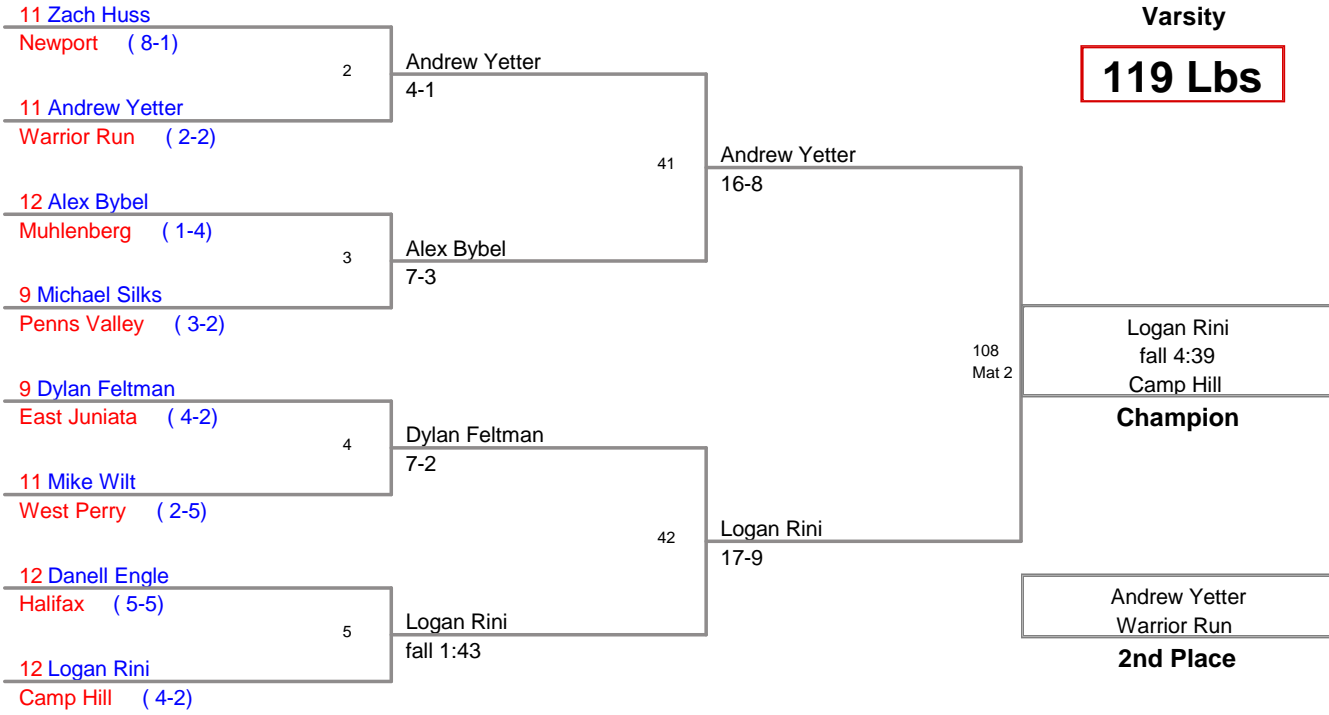 11 Zach Huss
Newport ( 8-1)
2
11 Andrew Yetter
Warrior Run ( 2-2)
12 Alex Bybel
Muhlenberg ( 1-4)
3
9 Michael Silks
Penns Valley ( 3-2)
9 Dylan Feltman
East Juniata ( 4-2)
4
11 Mike Wilt
West Perry ( 2-5)
12 Danell Engle
Halifax ( 5-5)
5
12 Logan Rini
Camp Hill ( 4-2)
Andrew Yetter
4-1
41
Alex Bybel
7-3
Dylan Feltman
7-2
42
Logan Rini
fall 1:43
Andrew Yetter
16-8
108
Mat 2
Logan Rini
17-9
Varsity
119 Lbs
Logan Rini
fall 4:39
Camp Hill
Champion
Andrew Yetter
Warrior Run
2nd Place